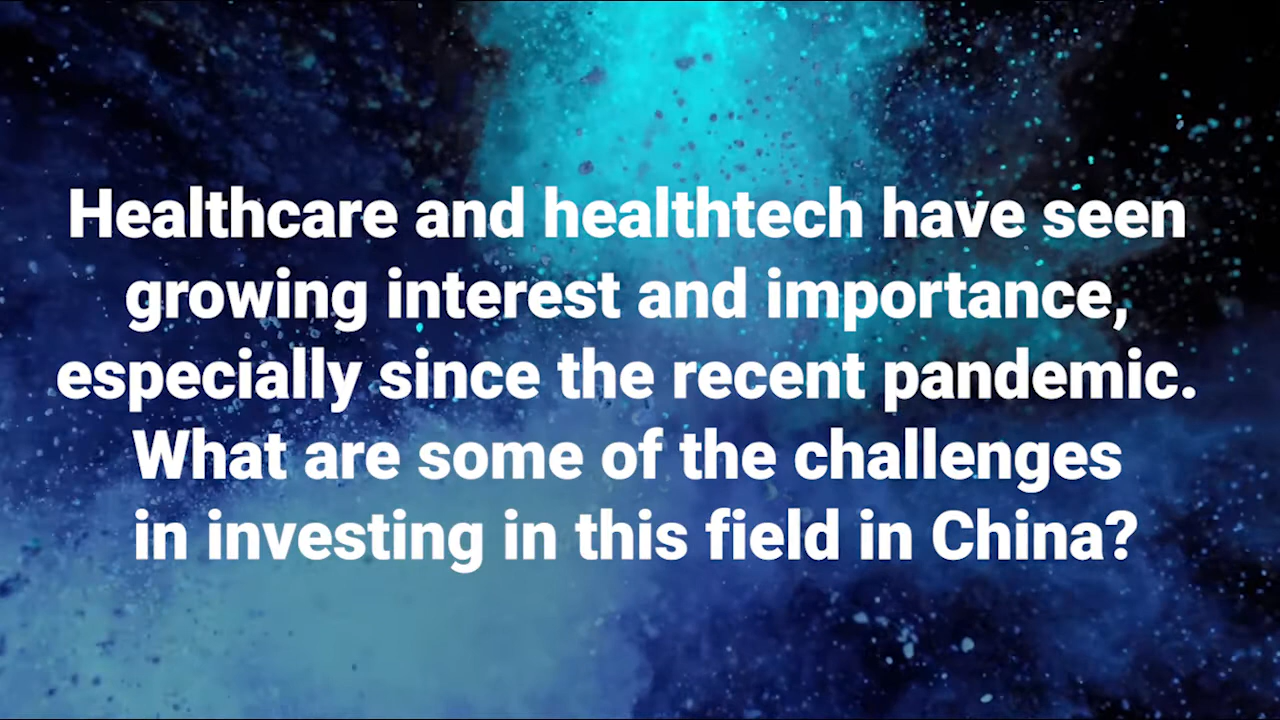 Healthcare and healthtech have seen
growing interest and importance,
especially since the recent pandemic.
What are some of the challenges
in investing in this field in China?